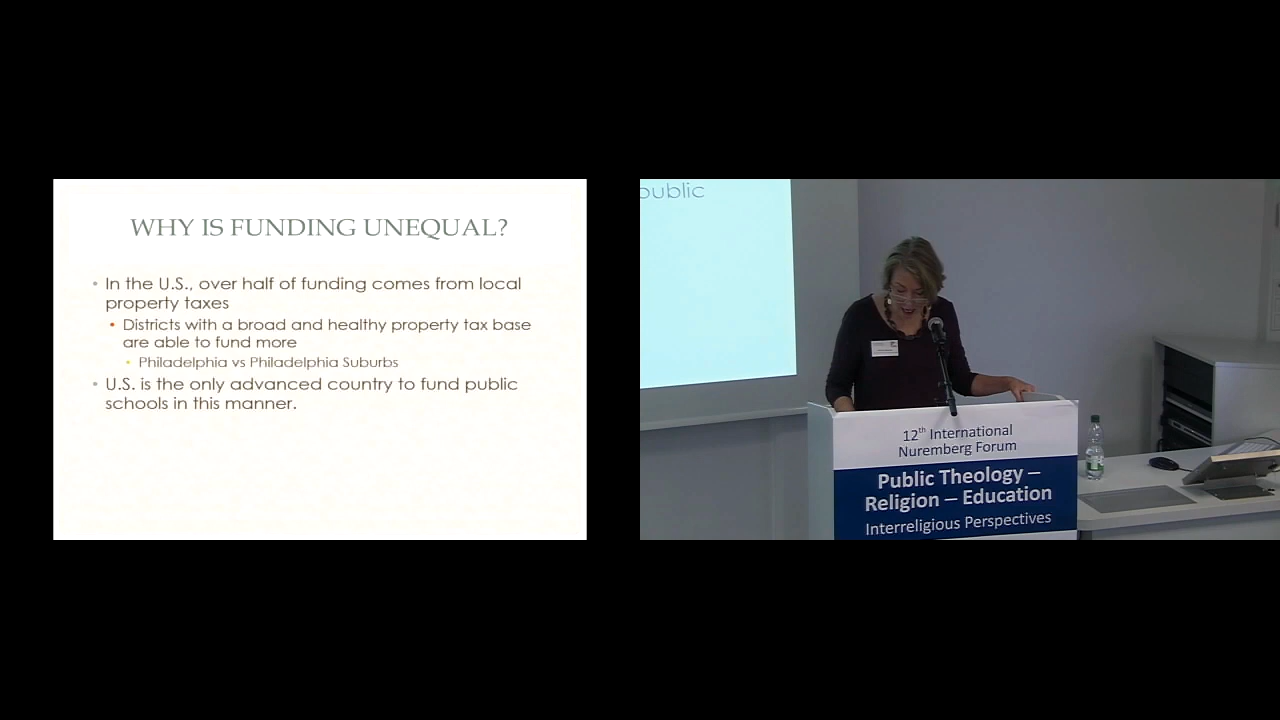 WHY IS FUNDING UNEQUAL?
• In the U.S., over half of funding comes from local
property taxes
• Districts with a broad and healthy property tax base
are able to fund more
• Philadelphia vs Philadelphia Suburbs
• U.S. is the only advanced country to fund public
schools in this manner.
public
12th International
Nuremberg Forum
Public Theology –
Religion – Education
Interreligious Perspectives